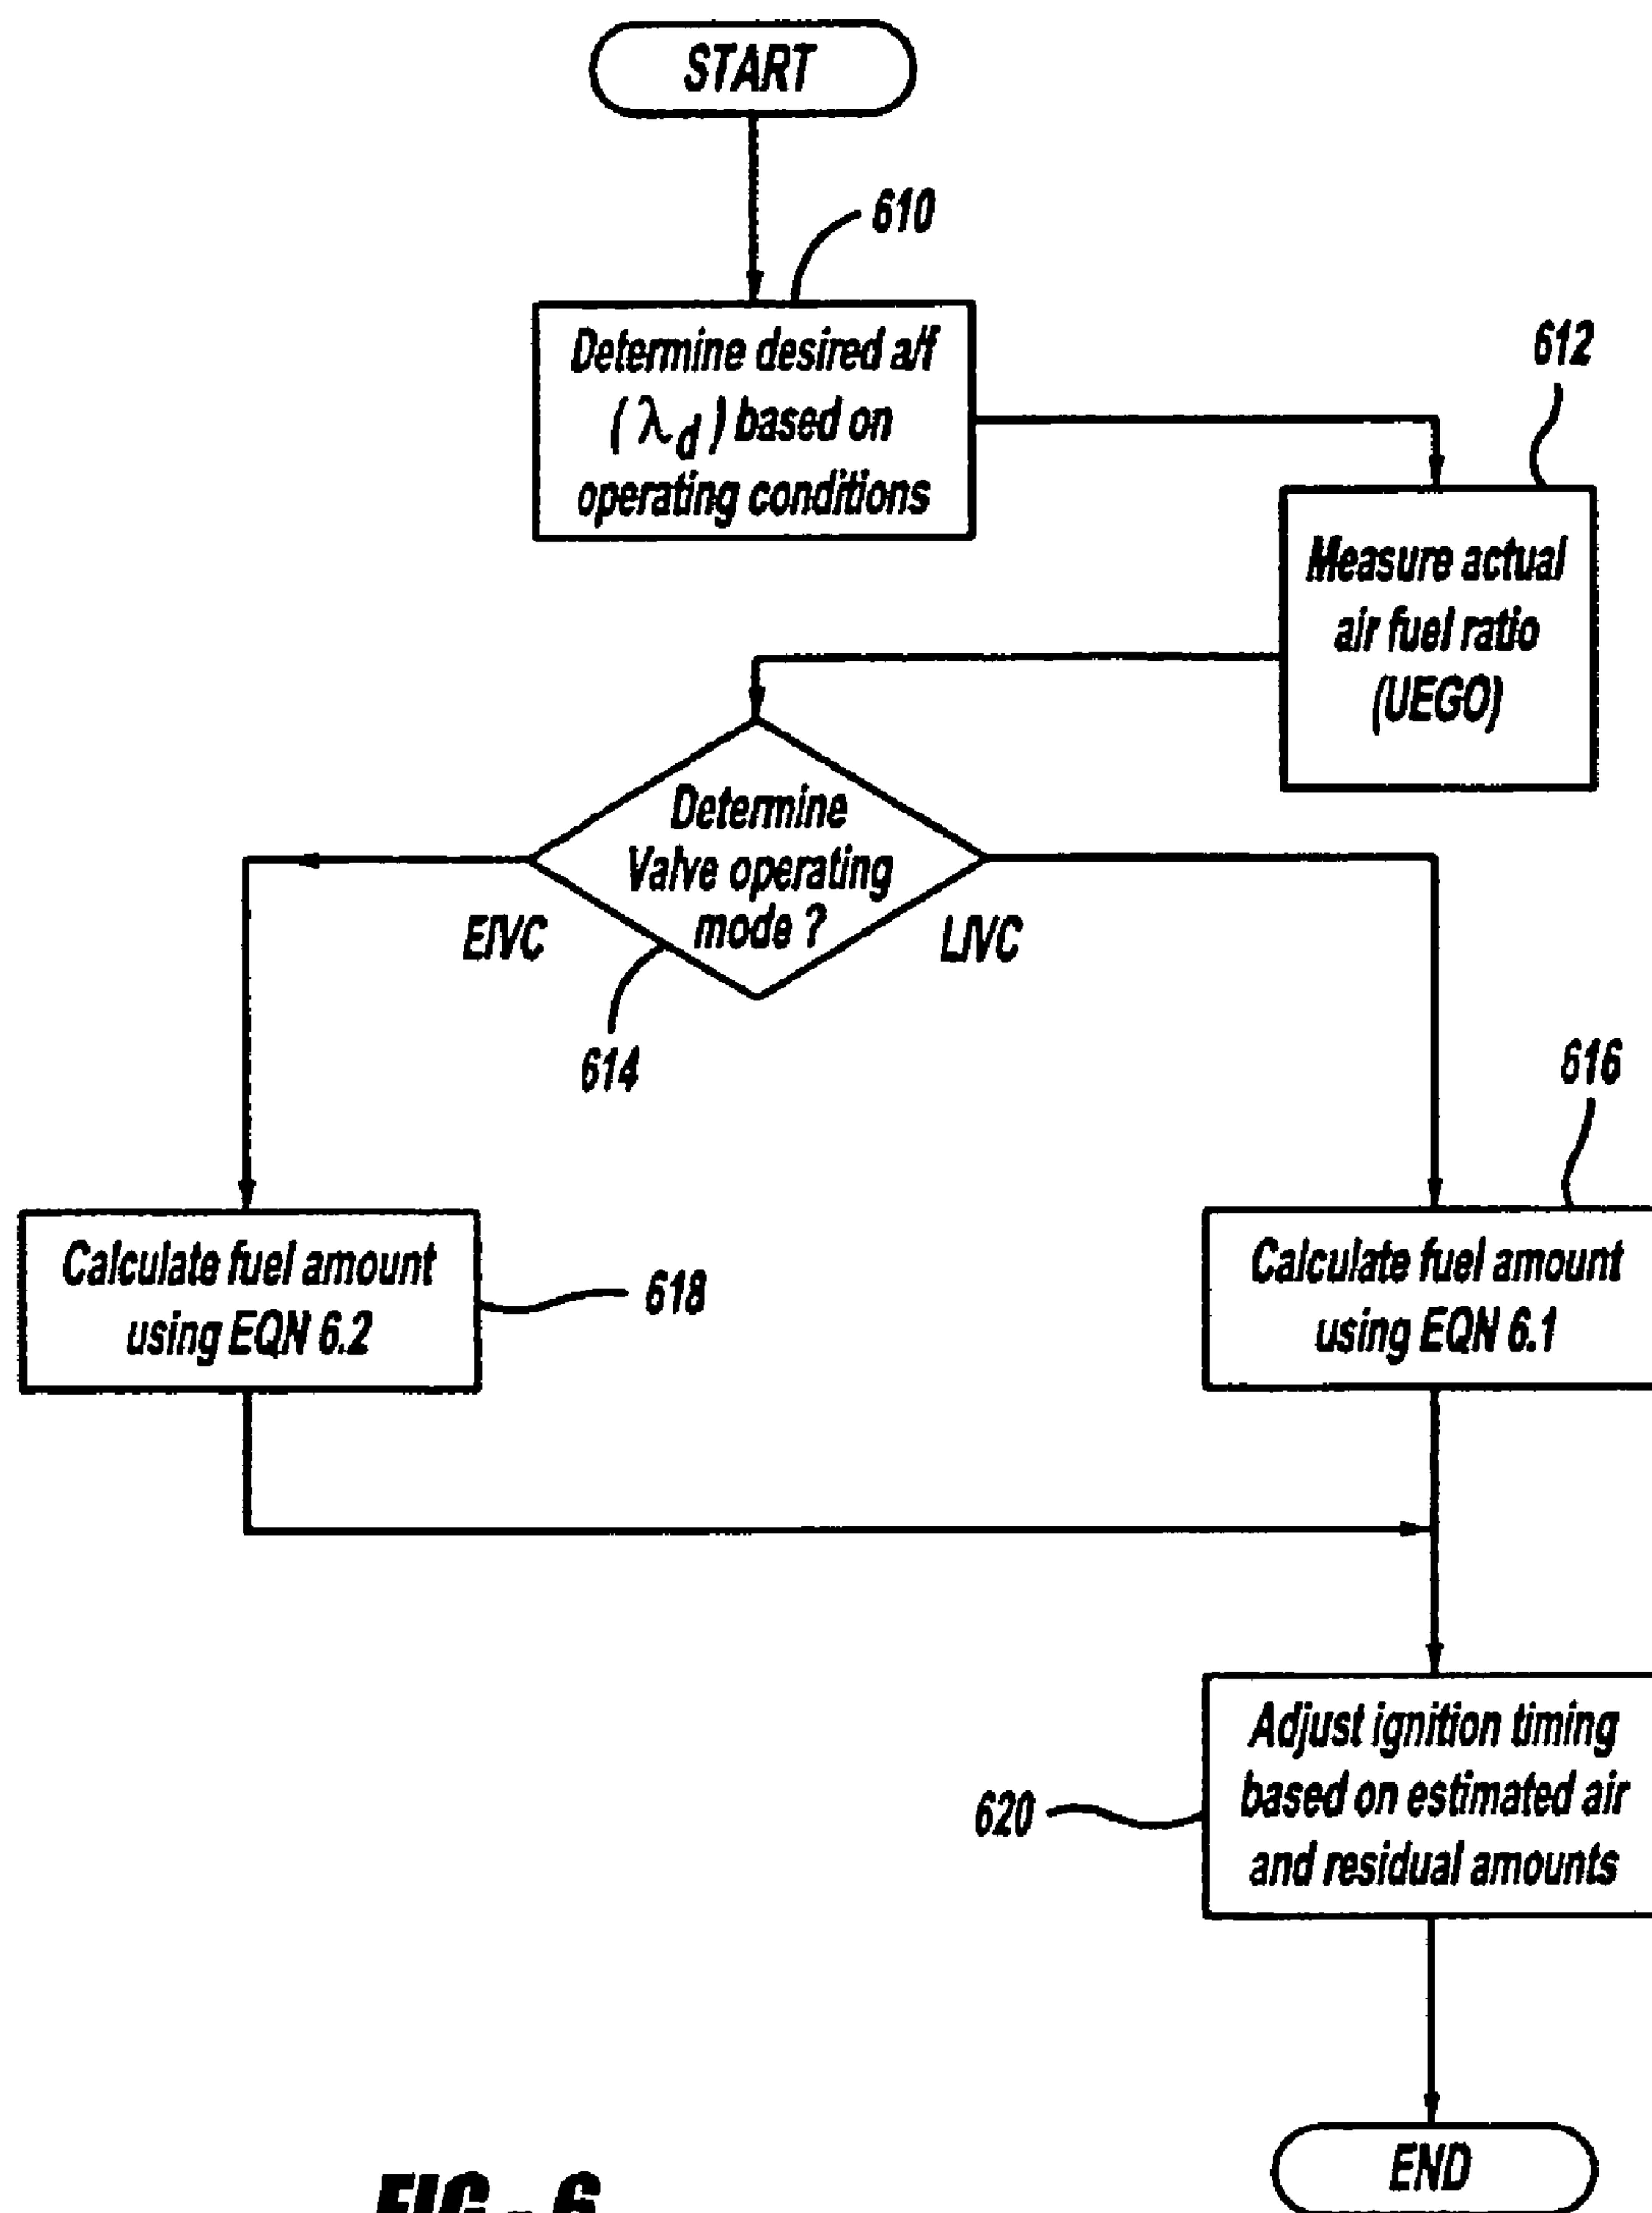 START
610
Determine desired a/f
( λd ) based on
operating conditions
612
Measure actual
air fuel ratio
(UEGO)
Determine
Valve operating
mode ?
EIVC
LIVC
614
616
Calculate fuel amount
using EQN 6.2
618
Calculate fuel amount
using EQN 6.1
Adjust ignition timing
based on estimated air
and residual amounts
620
END
FIG - 6